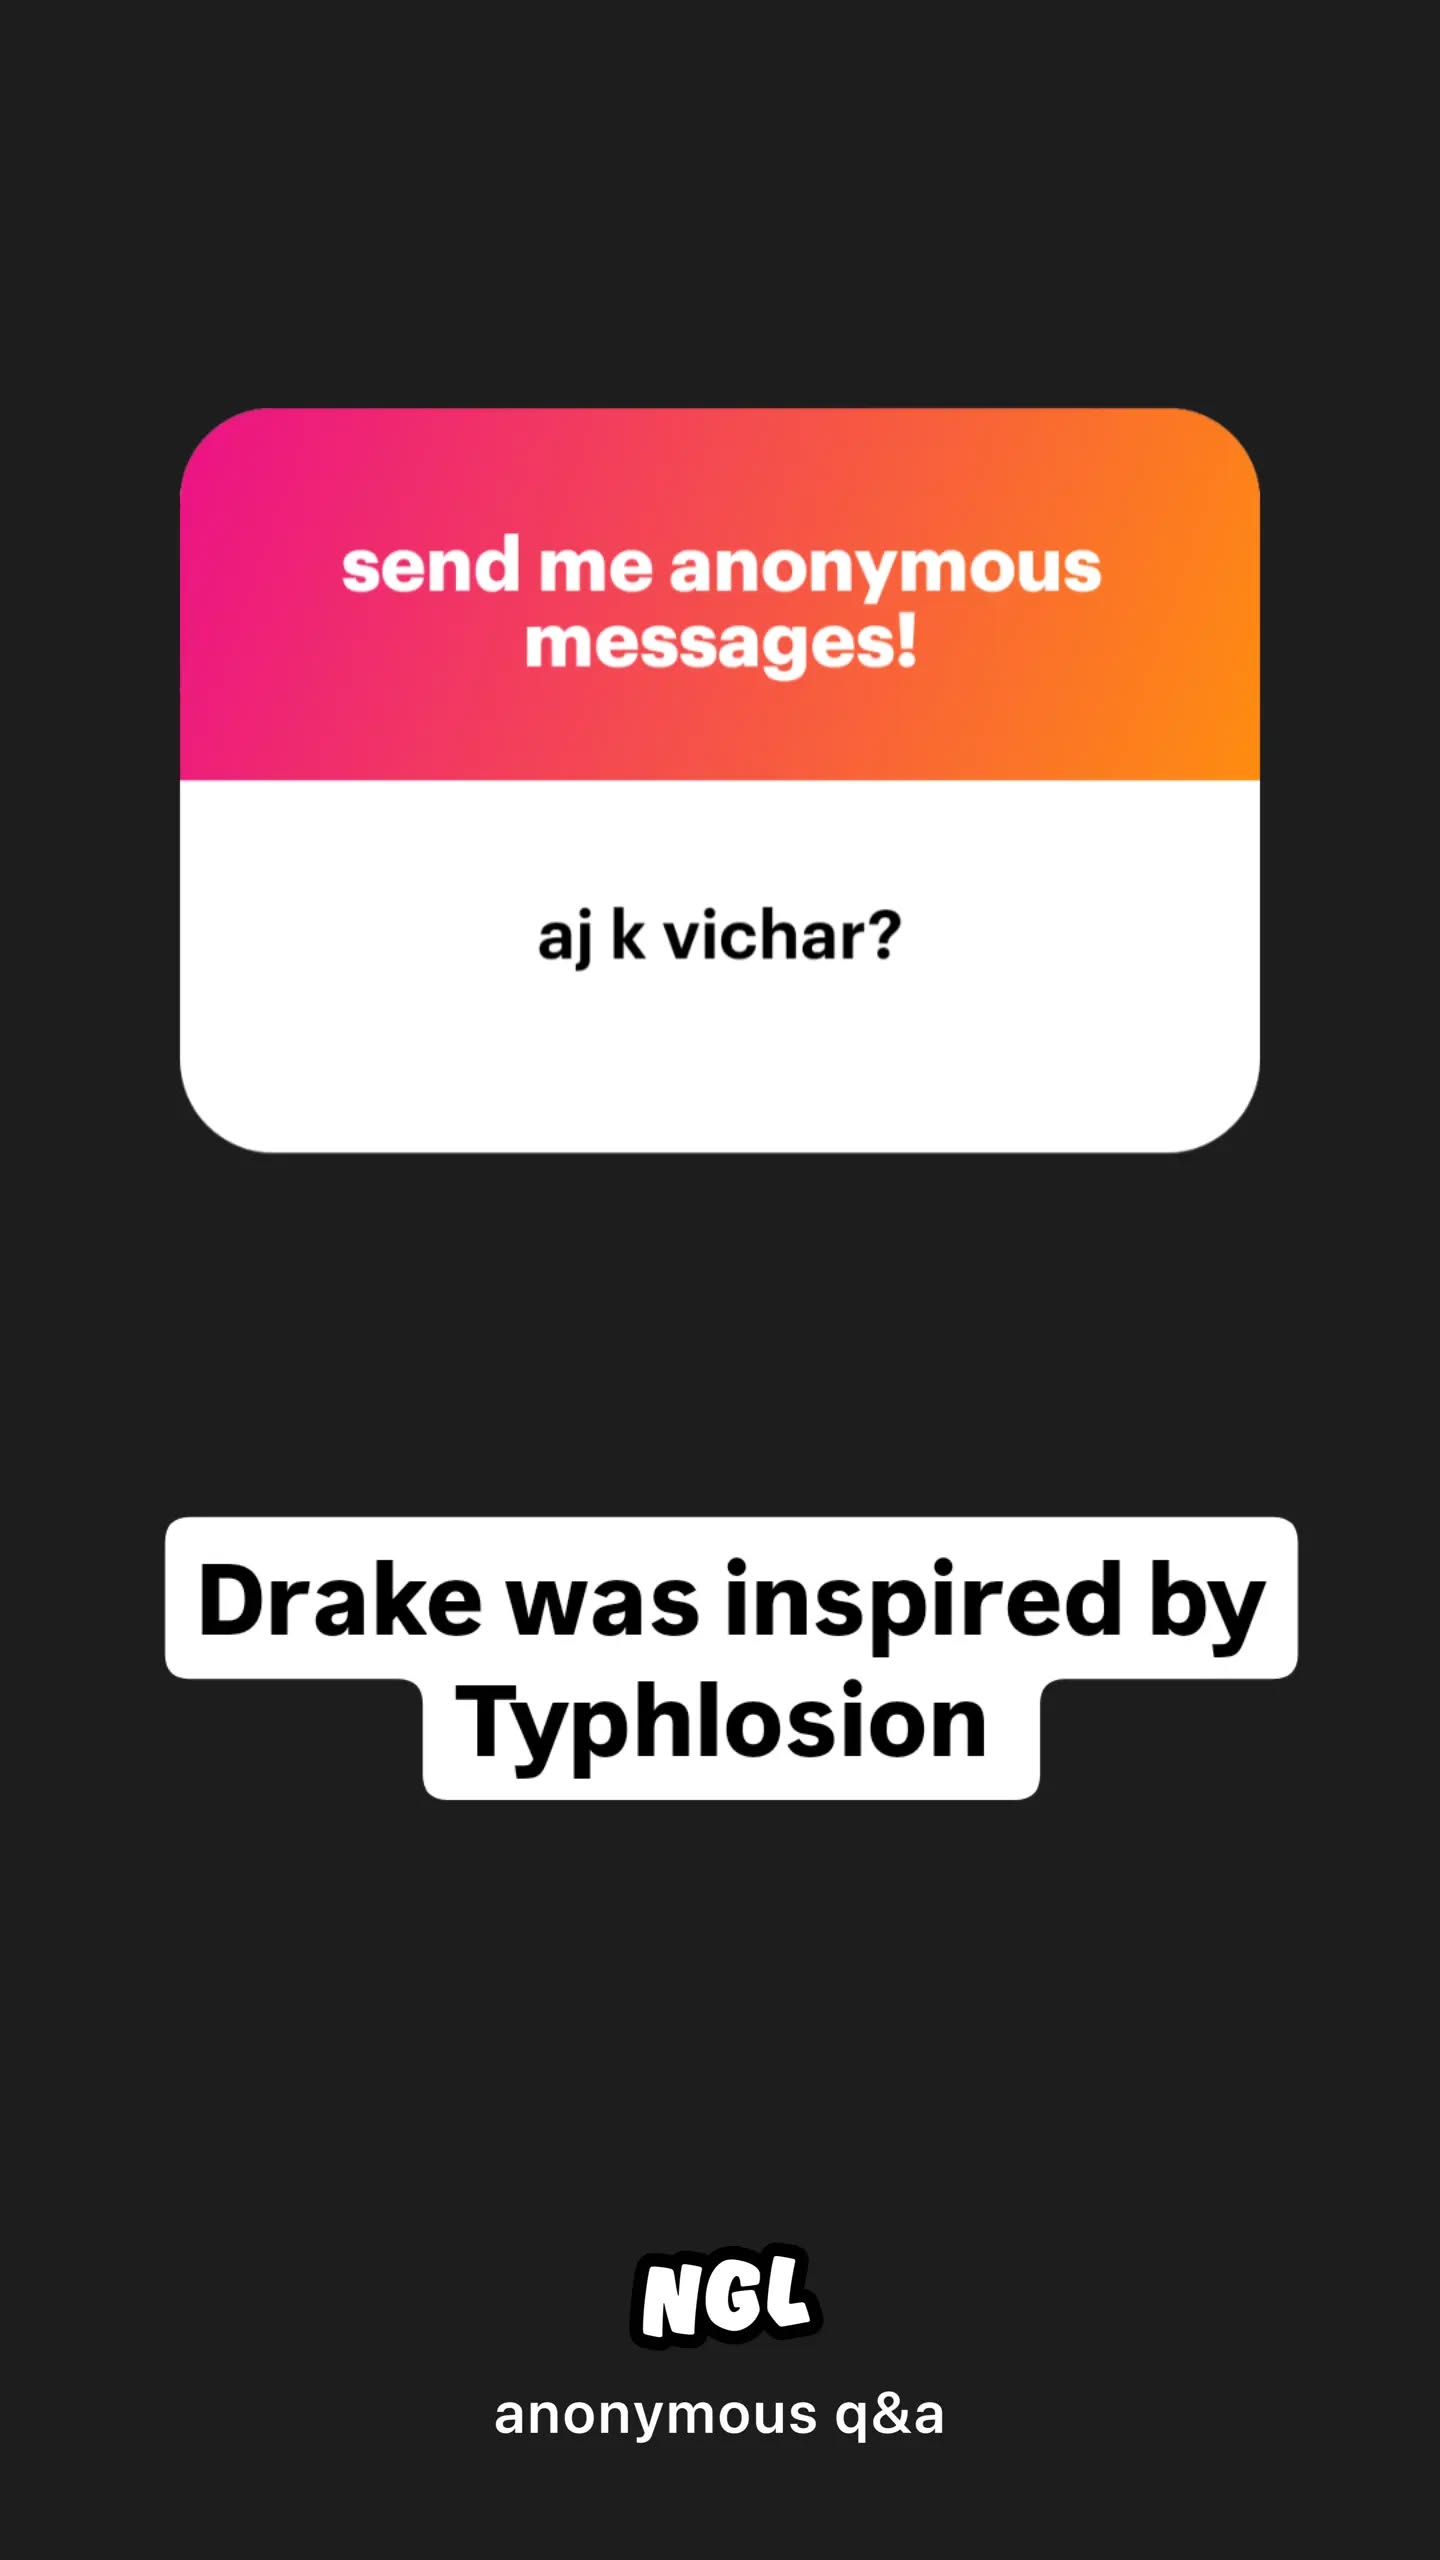 send me anonymous
messages!
aj k vichar?
Drake was inspired by
Typhlosion
NGL
anonymous q&a